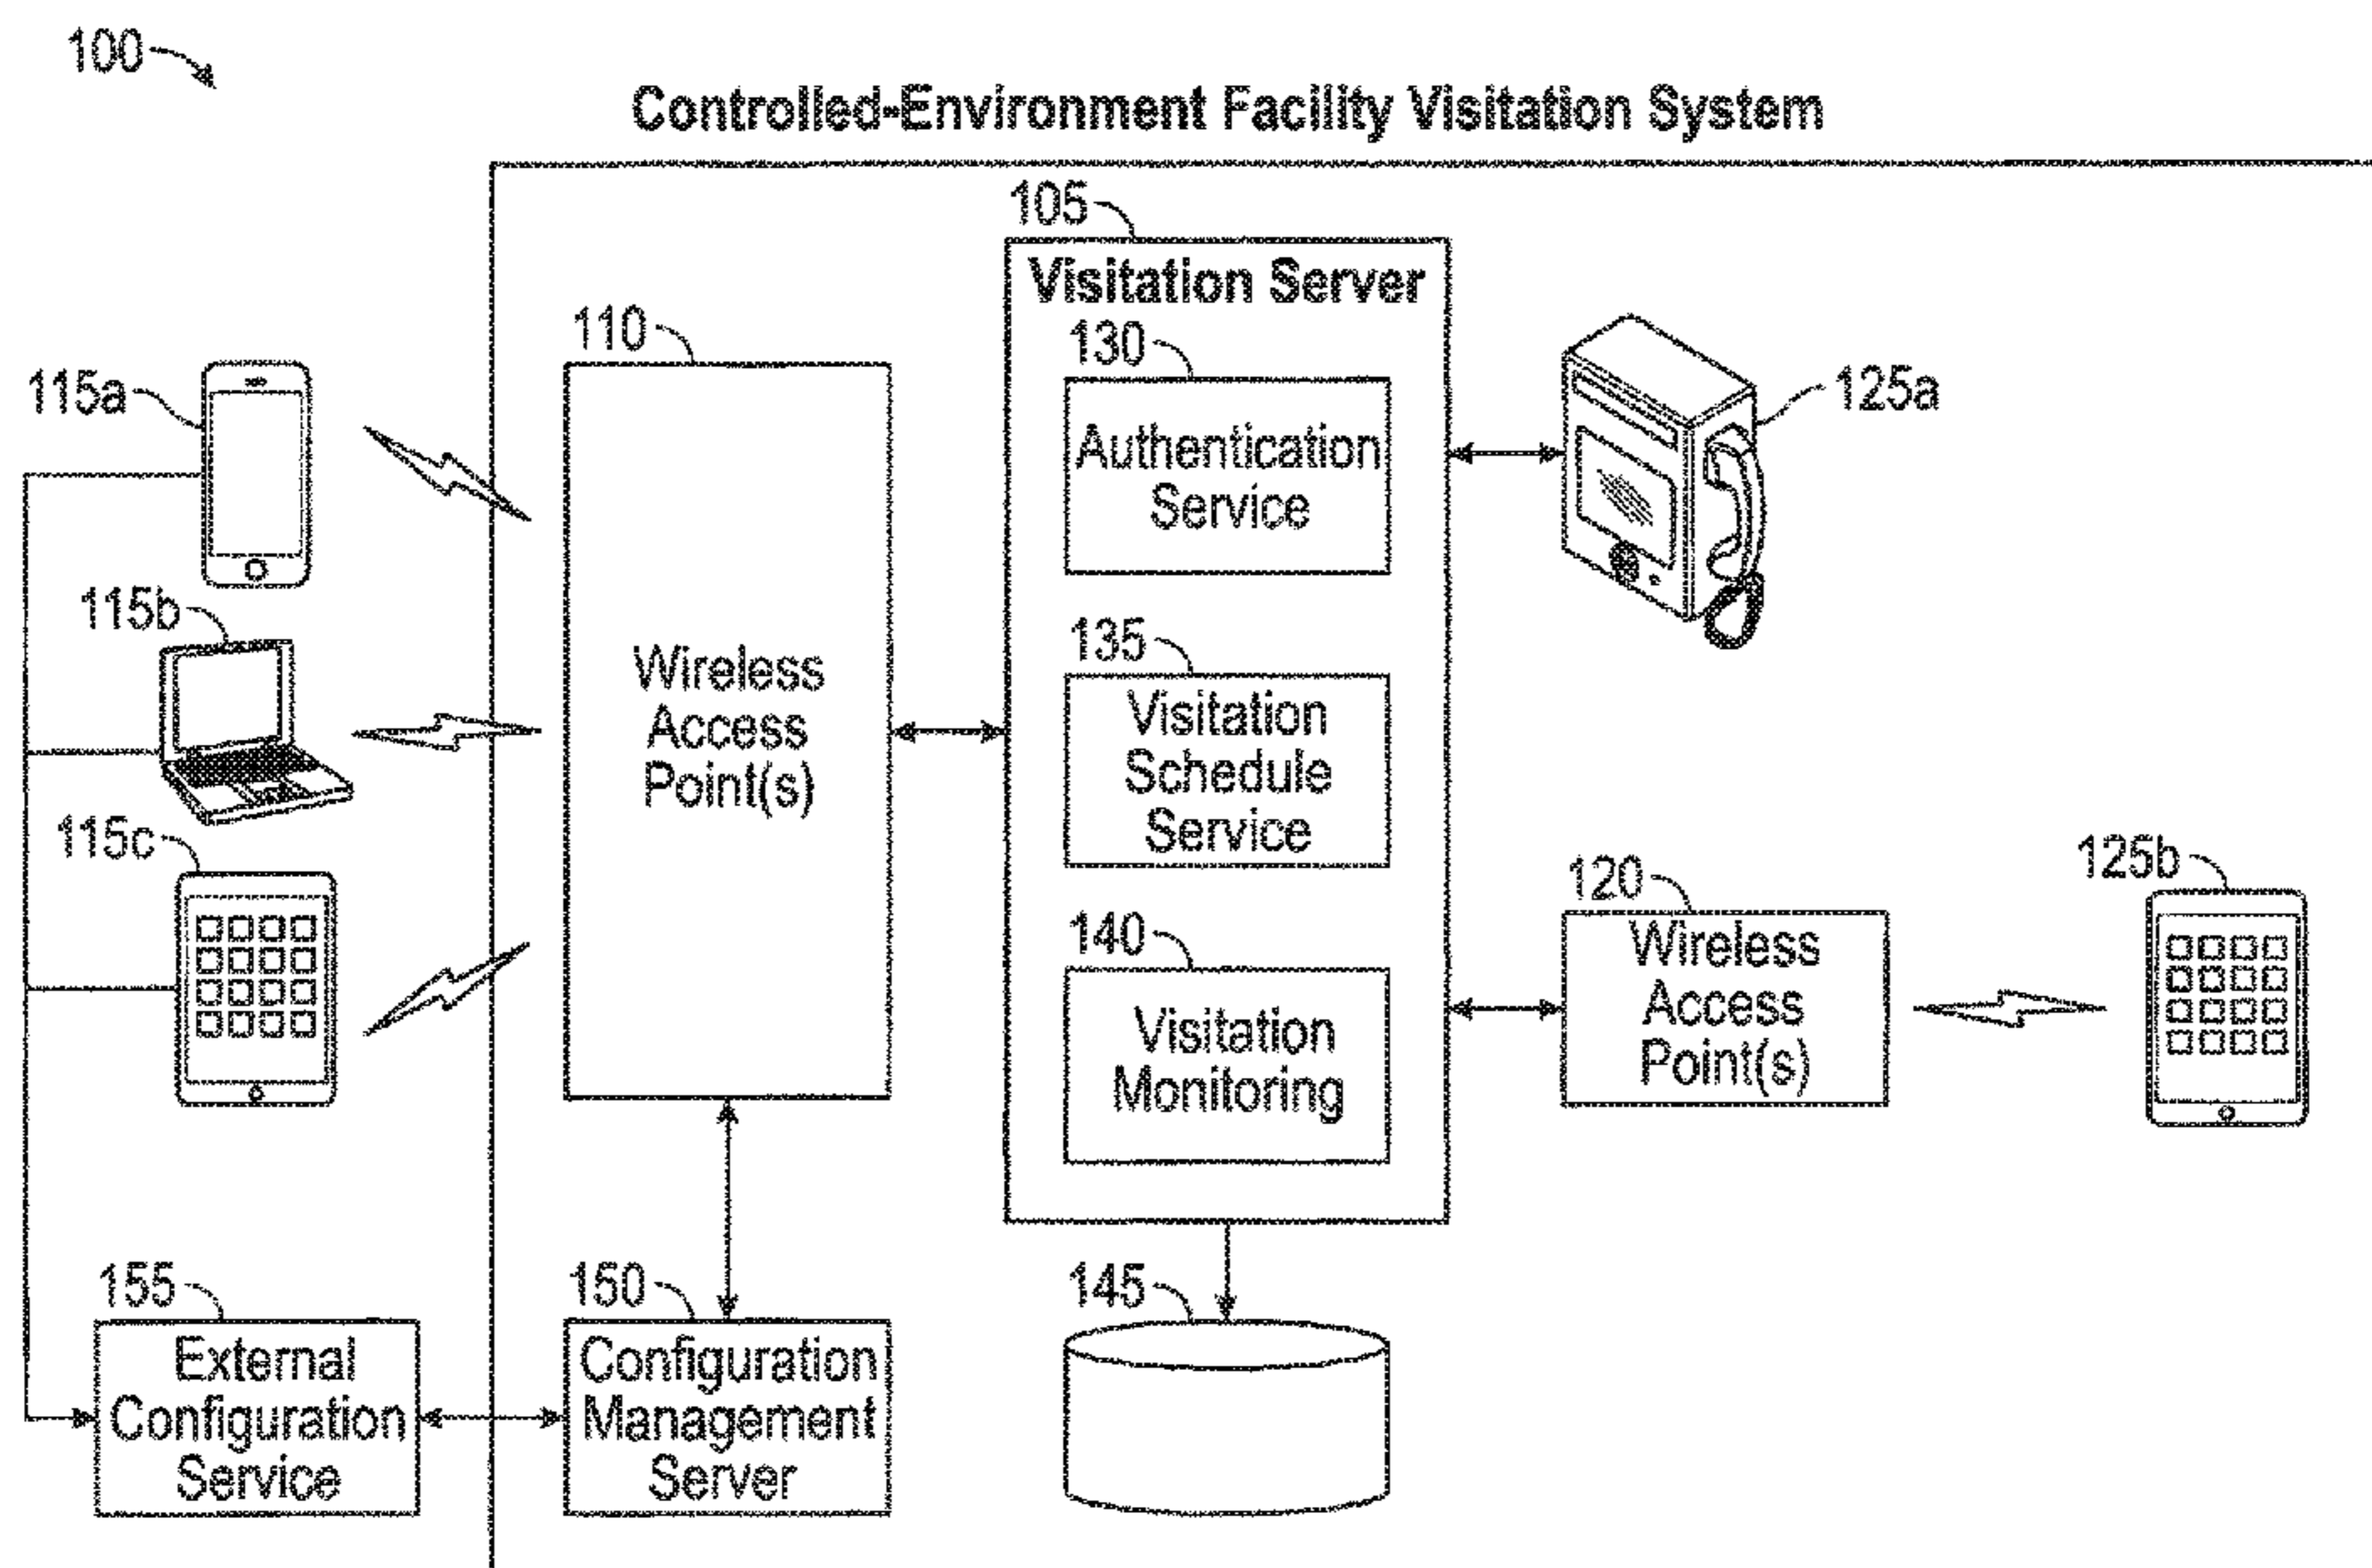 100
Controlled-Environment Facility Visitation System
105
Visitation Server
110
130
115a
125a
Authentication
Service
115b
135
Wireless
Access
Point(s)
Visitation
Schedule
Service
115c
120
125b
140
Wireless
Access
Point(s)
Visitation
Monitoring
155
150
145
External
Configuration
Service
Configuration
Management
Server